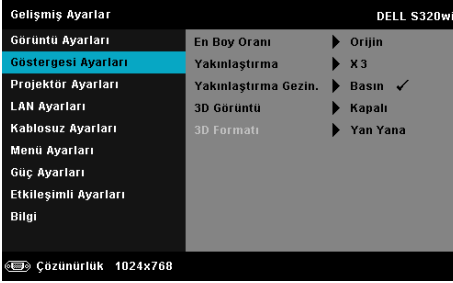 Gelişmiş Ayarlar DELL S320wi
Görüntü Ayarları En Boy Oranı Orijin
Göstergesi Ayarları Yakınlaştırma X 3
Projektör Ayarları Yakınlaştırma Gezin. Basın ✓
LAN Ayarları 3D Görüntü Kapalı
Kablosuz Ayarları 3D Formatı Yan Yana
Menü Ayarları
Güç Ayarları
Etkileşimli Ayarları
Bilgi
Çözünürlük 1024x768